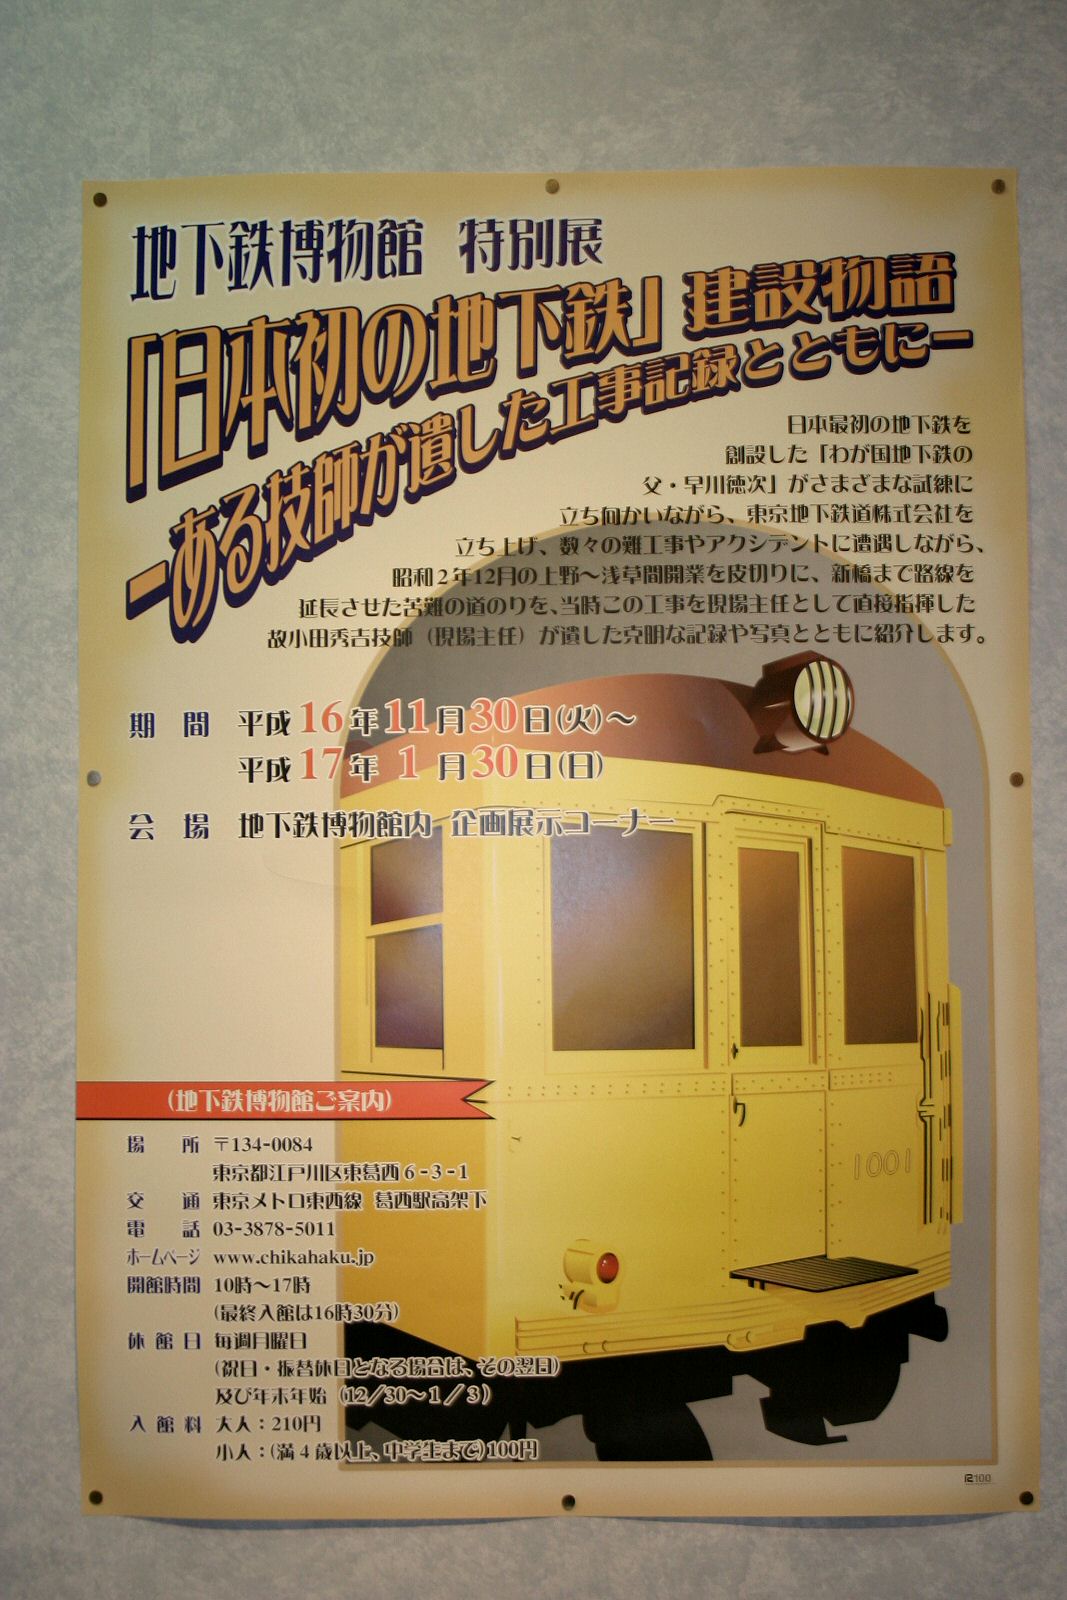 地下鉄博物館 特別展
「日本初の地下鉄」建設物語
ーある技師が遺した工事記録とともにー
日本最初の地下鉄を
創設した「わが国地下鉄の
父・早川徳次」がさまざまな試練に
立ち向かいながら、東京地下鉄道株式会社を
立ち上げ、数々の難工事やアクシデントに遭遇しながら、
昭和2年12月の上野〜浅草間開業を皮切りに、新橋まで路線を
延長させた苦難の道のりを、当時この工事を現場主任として直接指揮した
故小田秀吉技師（現場主任）が遺した克明な記録や写真とともに紹介します。
期 間 平成16年11月30日(火)〜
平成17年 1月30日(日)
会 場 地下鉄博物館内 企画展示コーナー
(地下鉄博物館ご案内)
場 所 〒134-0084
東京都江戸川区東葛西6-3-1
交 通 東京メトロ東西線 葛西駅高架下
電 話 03-3878-5011
ホームページ www.chikahaku.jp
開館時間 10時〜17時
(最終入館は16時30分)
休館日 毎週月曜日
(祝日・振替休日となる場合は、その翌日)
及び年末年始（12/30〜1/3）
入館料 大人：210円
小人：(満4歳以上、中学生まで)100円
1001
R100